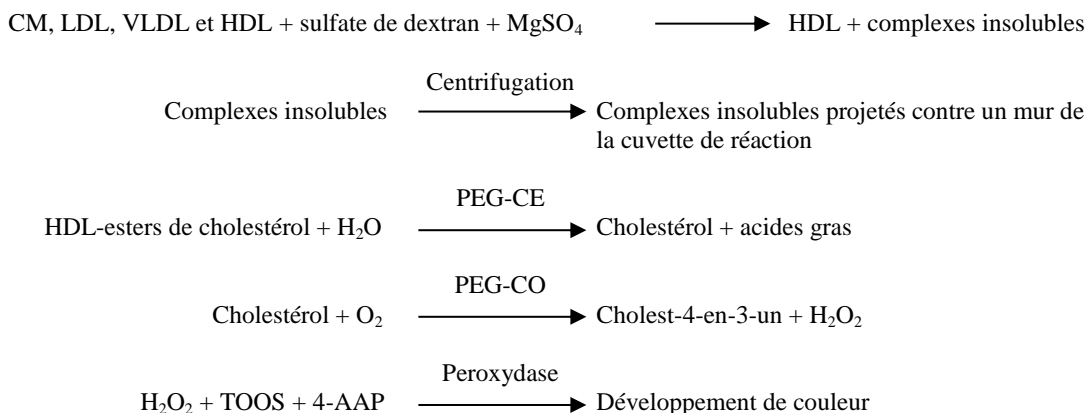 CM, LDL, VLDL et HDL + sulfate de dextran + MgSO₄ ⟶ HDL + complexes insolubles
Centrifugation
Complexes insolubles ⟶ Complexes insolubles projetés contre un mur de
la cuvette de réaction
PEG-CE
HDL-esters de cholestérol + H₂O ⟶ Cholestérol + acides gras
PEG-CO
Cholestérol + O₂ ⟶ Cholest-4-en-3-un + H₂O₂
Peroxydase
H₂O₂ + TOOS + 4-AAP ⟶ Développement de couleur